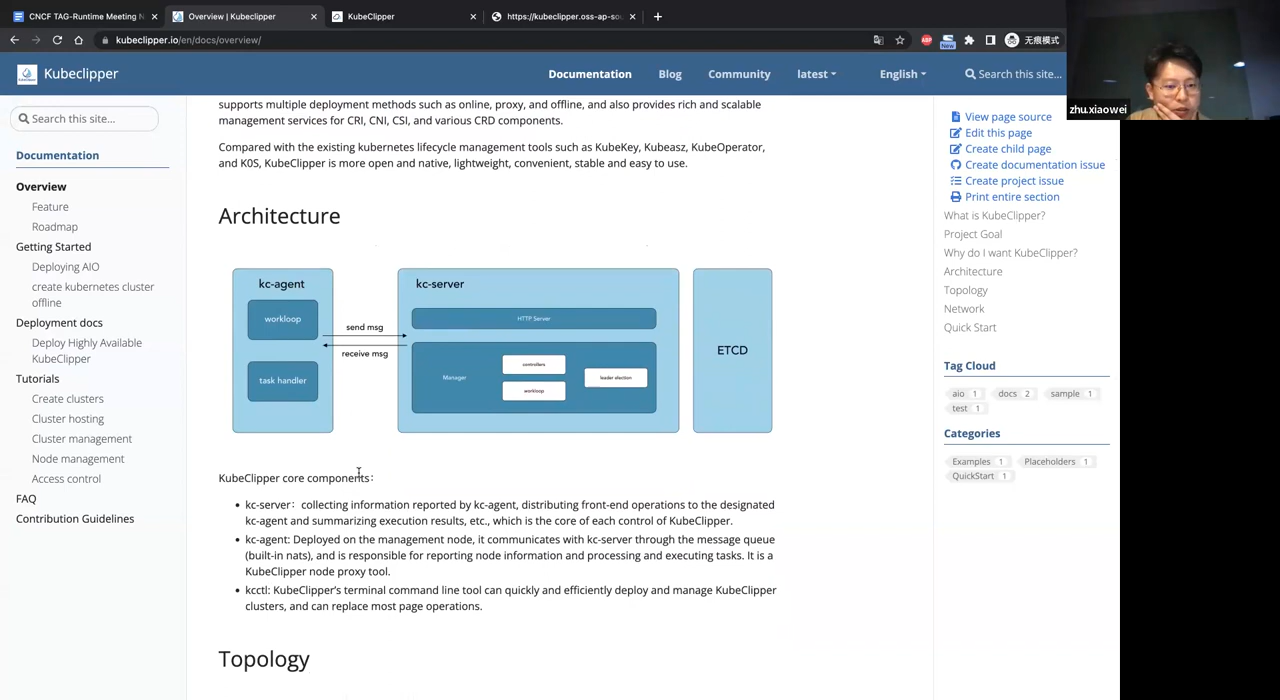 CNCF TAG-Runtime Meeting N
Overview | Kubeclipper
KubeClipper
https://kubeclipper.oss-ap-sou
kubeclipper.io/en/docs/overview/
ABP
New
无痕模式
Kubeclipper
Documentation
Blog
Community
latest
English
Search this site...
zhu.xiaowei
Search this site...
Documentation
Overview
Feature
Roadmap
Getting Started
Deploying AIO
create kubernetes cluster
offline
Deployment docs
Deploy Highly Available
KubeClipper
Tutorials
Create clusters
Cluster hosting
Cluster management
Node management
Access control
FAQ
Contribution Guidelines
supports multiple deployment methods such as online, proxy, and offline, and also provides rich and scalable
management services for CRI, CNI, CSI, and various CRD components.
Compared with the existing kubernetes lifecycle management tools such as KubeKey, Kubeasz, KubeOperator,
and K0S, KubeClipper is more open and native, lightweight, convenient, stable and easy to use.
Architecture
kc-agent
workloop
task handler
send msg
receive msg
kc-server
HTTP Server
Manager
controllers
workloop
leader election
ETCD
KubeClipper core components：
kc-server：collecting information reported by kc-agent, distributing front-end operations to the designated
kc-agent and summarizing execution results, etc., which is the core of each control of KubeClipper.
kc-agent: Deployed on the management node, it communicates with kc-server through the message queue
(built-in nats), and is responsible for reporting node information and processing and executing tasks. It is a
KubeClipper node proxy tool.
kcctl: KubeClipper’s terminal command line tool can quickly and efficiently deploy and manage KubeClipper
clusters, and can replace most page operations.
Topology
View page source
Edit this page
Create child page
Create documentation issue
Create project issue
Print entire section
What is KubeClipper?
Project Goal
Why do I want KubeClipper?
Architecture
Topology
Network
Quick Start
Tag Cloud
aio 1
docs 2
sample 1
test 1
Categories
Examples 1
Placeholders 1
QuickStart 1